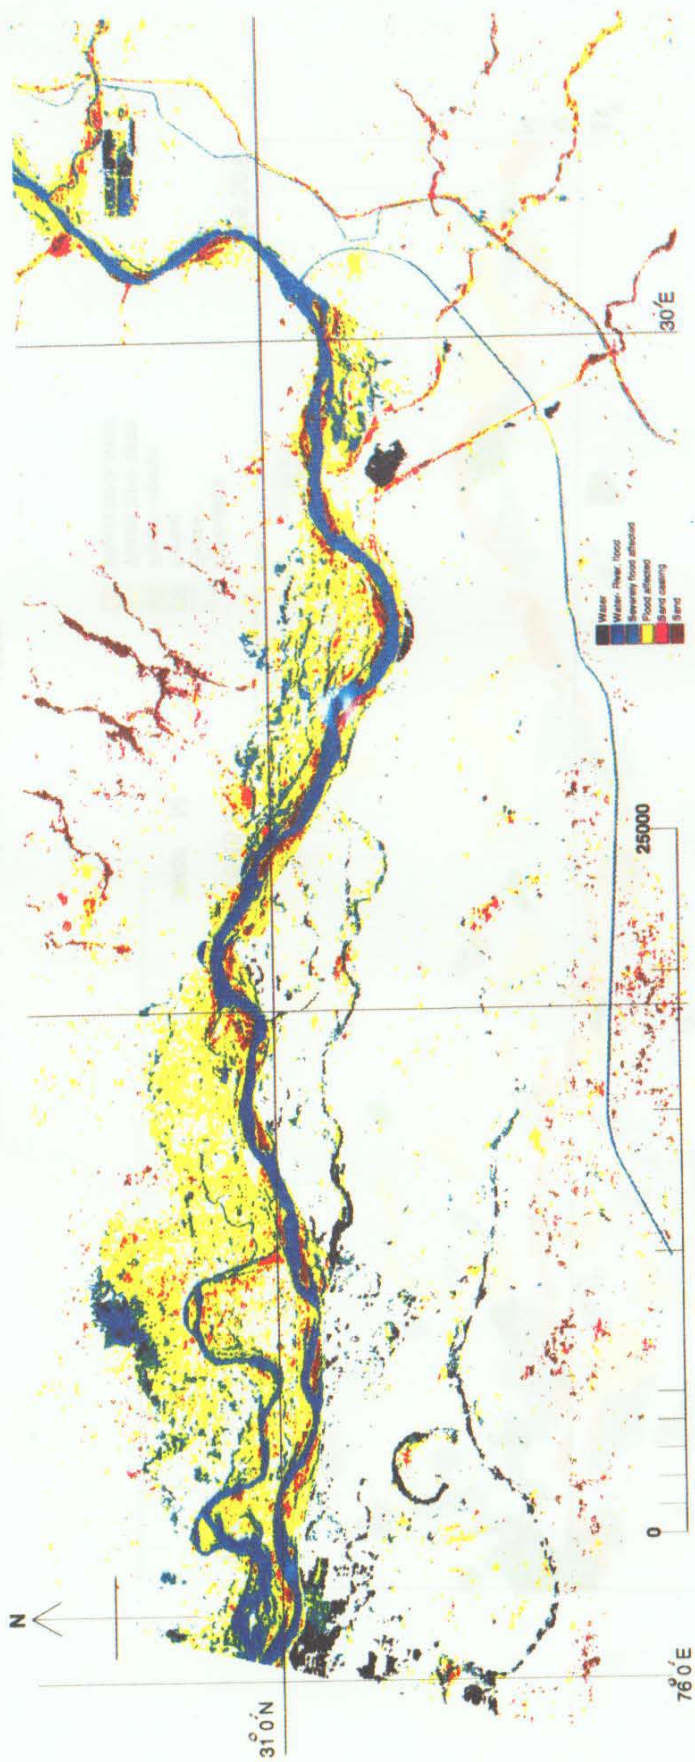 N
31° 0' N
76° 0' E
30' E
0
25000
Water
Water-River, flood
Severely flood affected
Flood affected
Sand casting
Sand